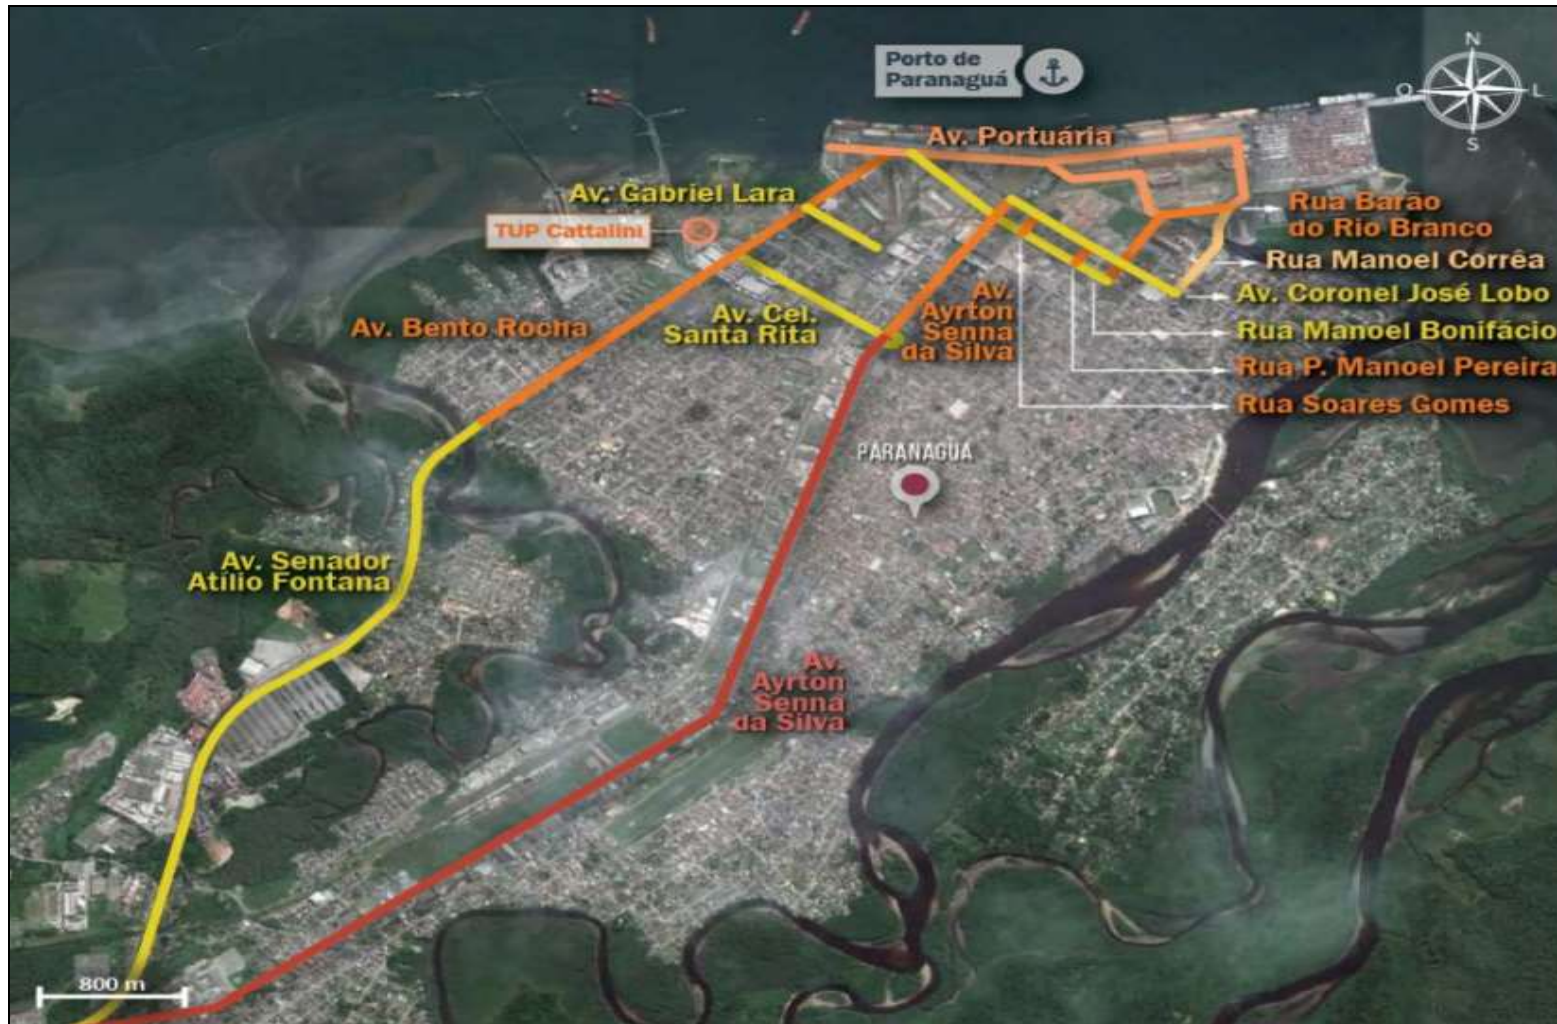 N
O
L
S
Porto de
Paranaguá
Av. Portuária
Av. Gabriel Lara
TUP Cattalini
Rua Barão
do Rio Branco
Rua Manoel Corrêa
Av. Coronel José Lobo
Rua Manoel Bonifácio
Rua P. Manoel Pereira
Rua Soares Gomes
Av.
Ayrton
Senna
da Silva
Av. Cel.
Santa Rita
Av. Bento Rocha
PARANAGUA
Av. Senador
Atílio Fontana
Av.
Ayrton
Senna
da Silva
800 m